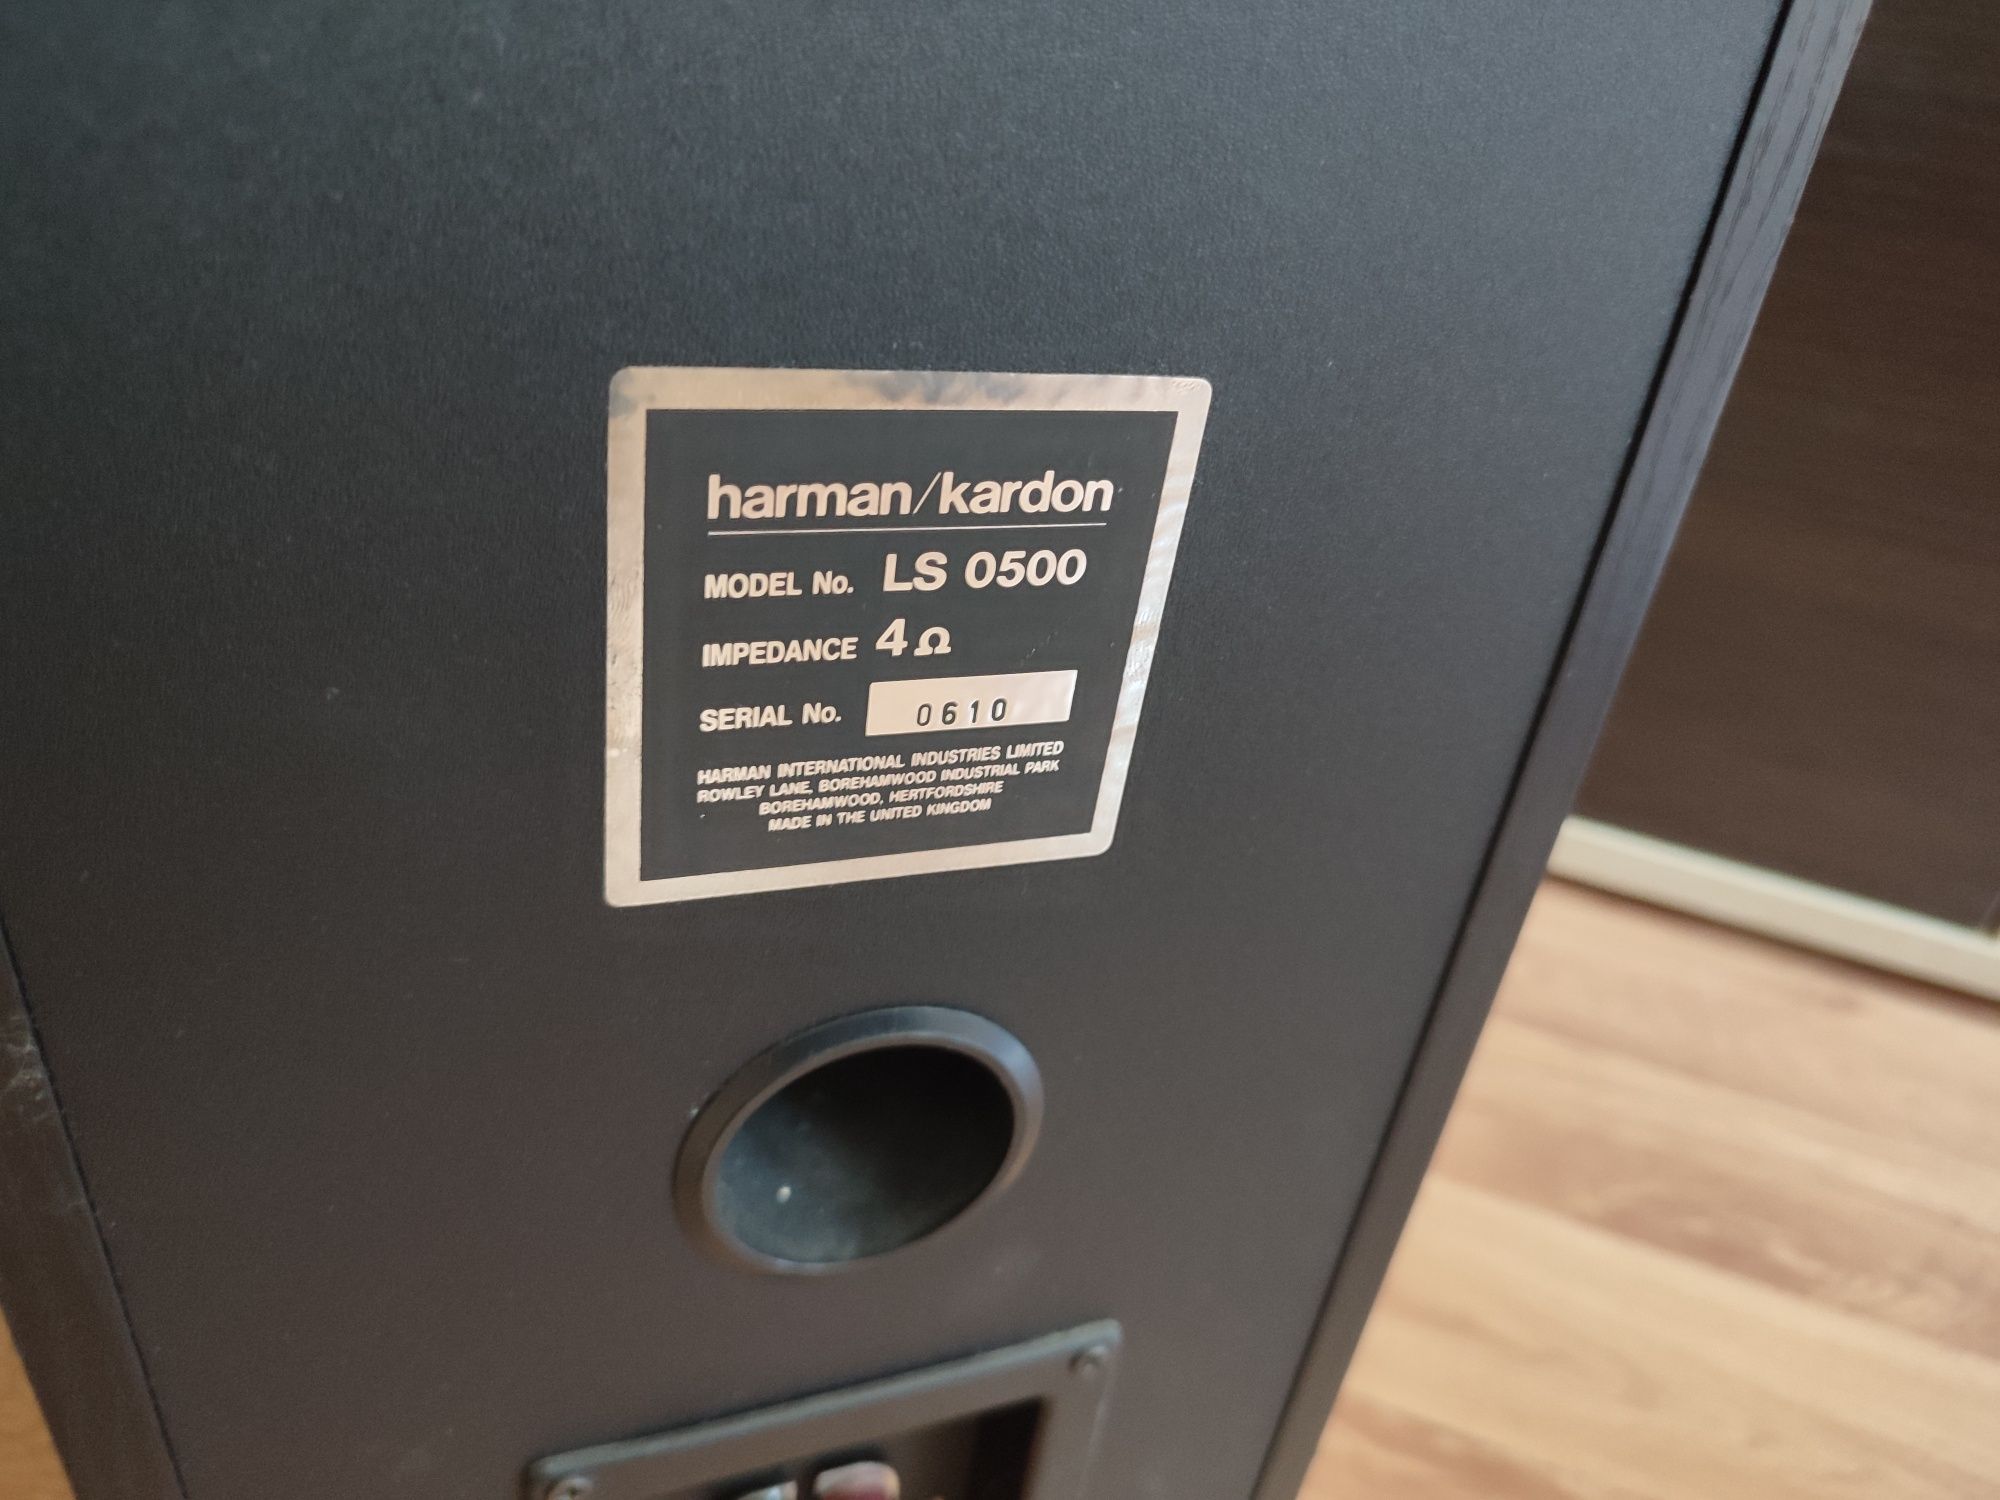 harman/kardon
MODEL No. LS 0500
IMPEDANCE 4Ω
SERIAL No. 0610
HARMAN INTERNATIONAL INDUSTRIES LIMITED
ROWLEY LANE, BOREHAMWOOD INDUSTRIAL PARK
BOREHAMWOOD, HERTFORDSHIRE
MADE IN THE UNITED KINGDOM